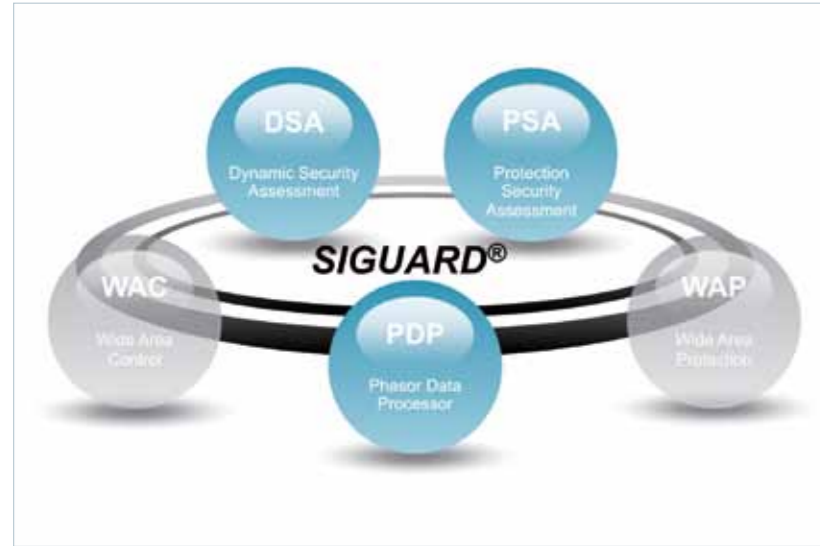 DSA
Dynamic Security
Assessment
PSA
Protection
Security
Assessment
SIGUARD®
WAC
Wide Area
Control
PDP
Phasor Data
Processor
WAP
Wide Area
Protection